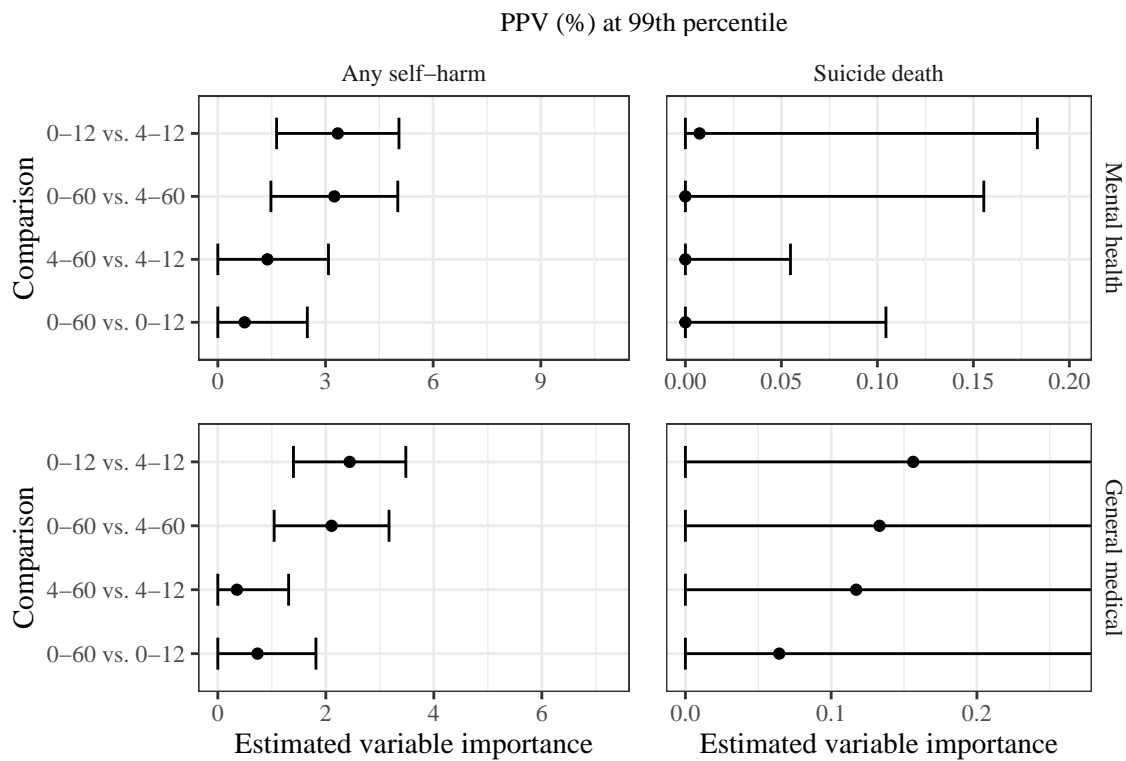 PPV (%) at 99th percentile
Any self−harm
Suicide death
Comparison
0−12 vs. 4−12
0−60 vs. 4−60
4−60 vs. 4−12
0−60 vs. 0−12
Mental health
0 3 6 9
0.00 0.05 0.10 0.15 0.20
Comparison
0−12 vs. 4−12
0−60 vs. 4−60
4−60 vs. 4−12
0−60 vs. 0−12
General medical
0 2 4 6
0.0 0.1 0.2
Estimated variable importance
Estimated variable importance